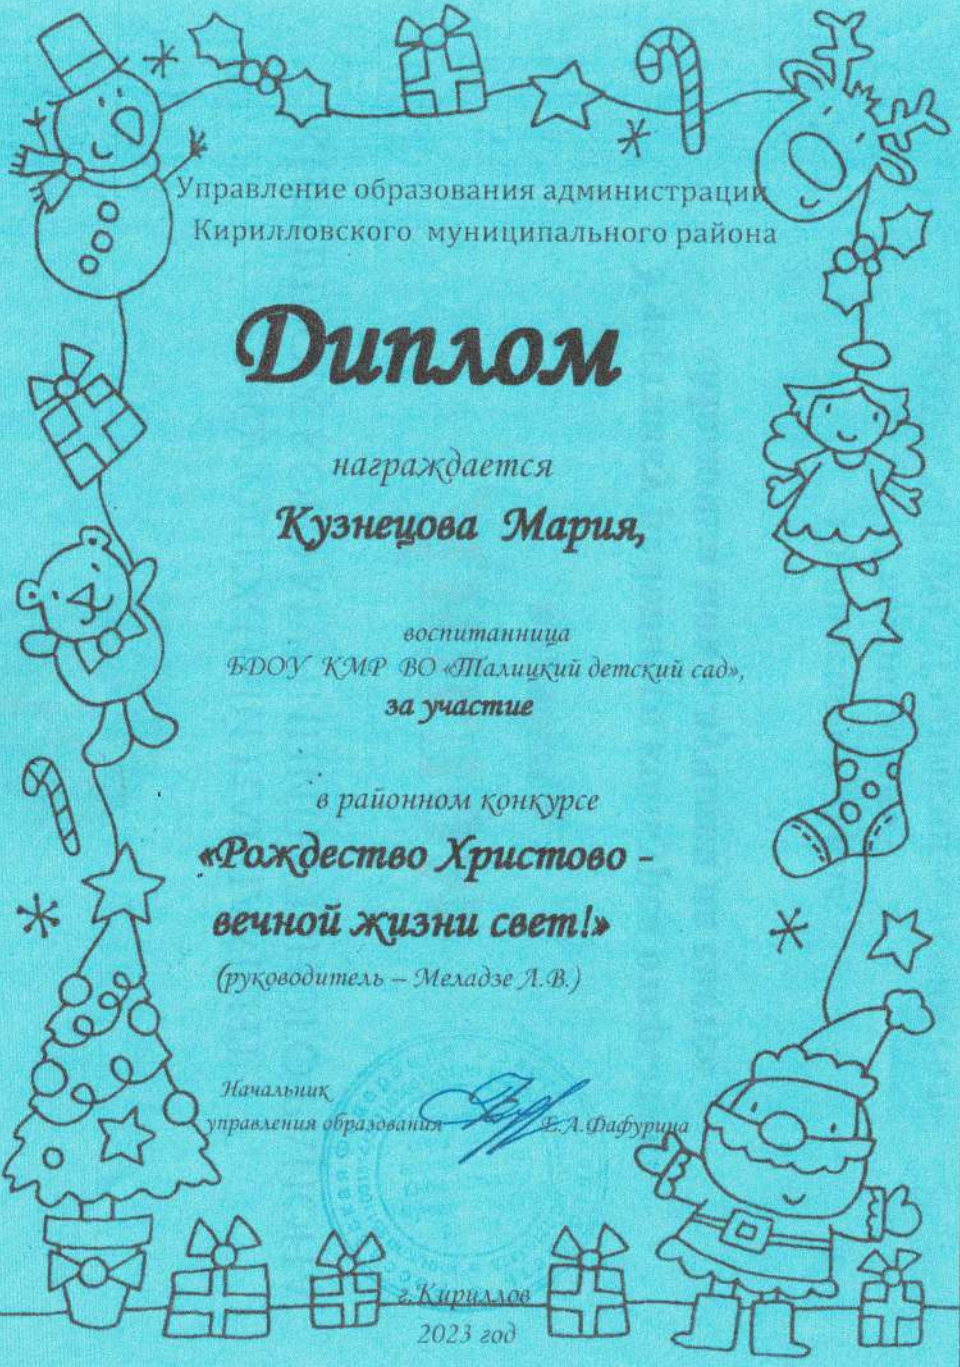 Управление образования администрации
Кирилловского муниципального района
Диплом
награждается
Кузнецова Мария,
воспитанница
БДОУ КМР ВО «Талицкий детский сад»,
за участие
в районном конкурсе
«Рождество Христово -
вечной жизни свет!»
(руководитель – Меладзе Л.В.)
Начальник
управления образования Е.А.Фафурина
г.Кириллов
2023 год